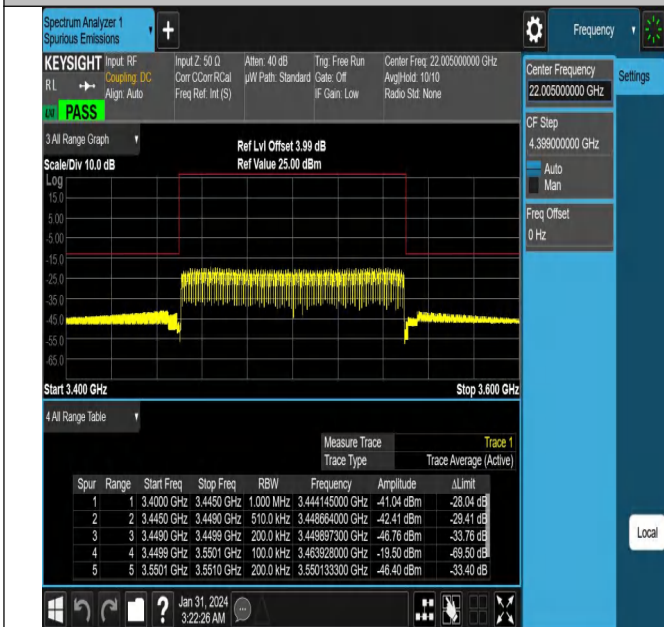 Spectrum Analyzer 1
Spurious Emissions
Frequency
KEYSIGHT Input: RF Input Z: 50 Ω Atten: 40 dB Trig: Free Run Center Freq: 22.005000000 GHz
RL Coupling: DC Corr CCorr RCal µW Path: Standard Gate: Off Avg|Hold: 10/10
Align: Auto Freq Ref: Int (S) IF Gain: Low Radio Std: None
PASS
Center Frequency
22.005000000 GHz
Settings
CF Step
4.399000000 GHz
Auto
Man
Freq Offset
0 Hz
3 All Range Graph
Ref Lvl Offset 3.99 dB
Scale/Div 10.0 dB Ref Value 25.00 dBm
Log
15.0
5.00
-5.00
-15.0
-25.0
-35.0
-45.0
-55.0
-65.0
Start 3.400 GHz Stop 3.600 GHz
4 All Range Table
Measure Trace Trace 1
Trace Type Trace Average (Active)
Spur Range Start Freq Stop Freq RBW Frequency Amplitude ΔLimit
1 1 3.4000 GHz 3.4450 GHz 1.000 MHz 3.444145000 GHz -41.04 dBm -28.04 dB
2 2 3.4450 GHz 3.4490 GHz 510.0 kHz 3.448664000 GHz -42.41 dBm -29.41 dB
3 3 3.4490 GHz 3.4499 GHz 200.0 kHz 3.449897300 GHz -46.76 dBm -33.76 dB
4 4 3.4499 GHz 3.5501 GHz 100.0 kHz 3.463928000 GHz -19.50 dBm -69.50 dB
5 5 3.5501 GHz 3.5510 GHz 200.0 kHz 3.550133300 GHz -46.40 dBm -33.40 dB
Local
Jan 31, 2024
3:22:26 AM